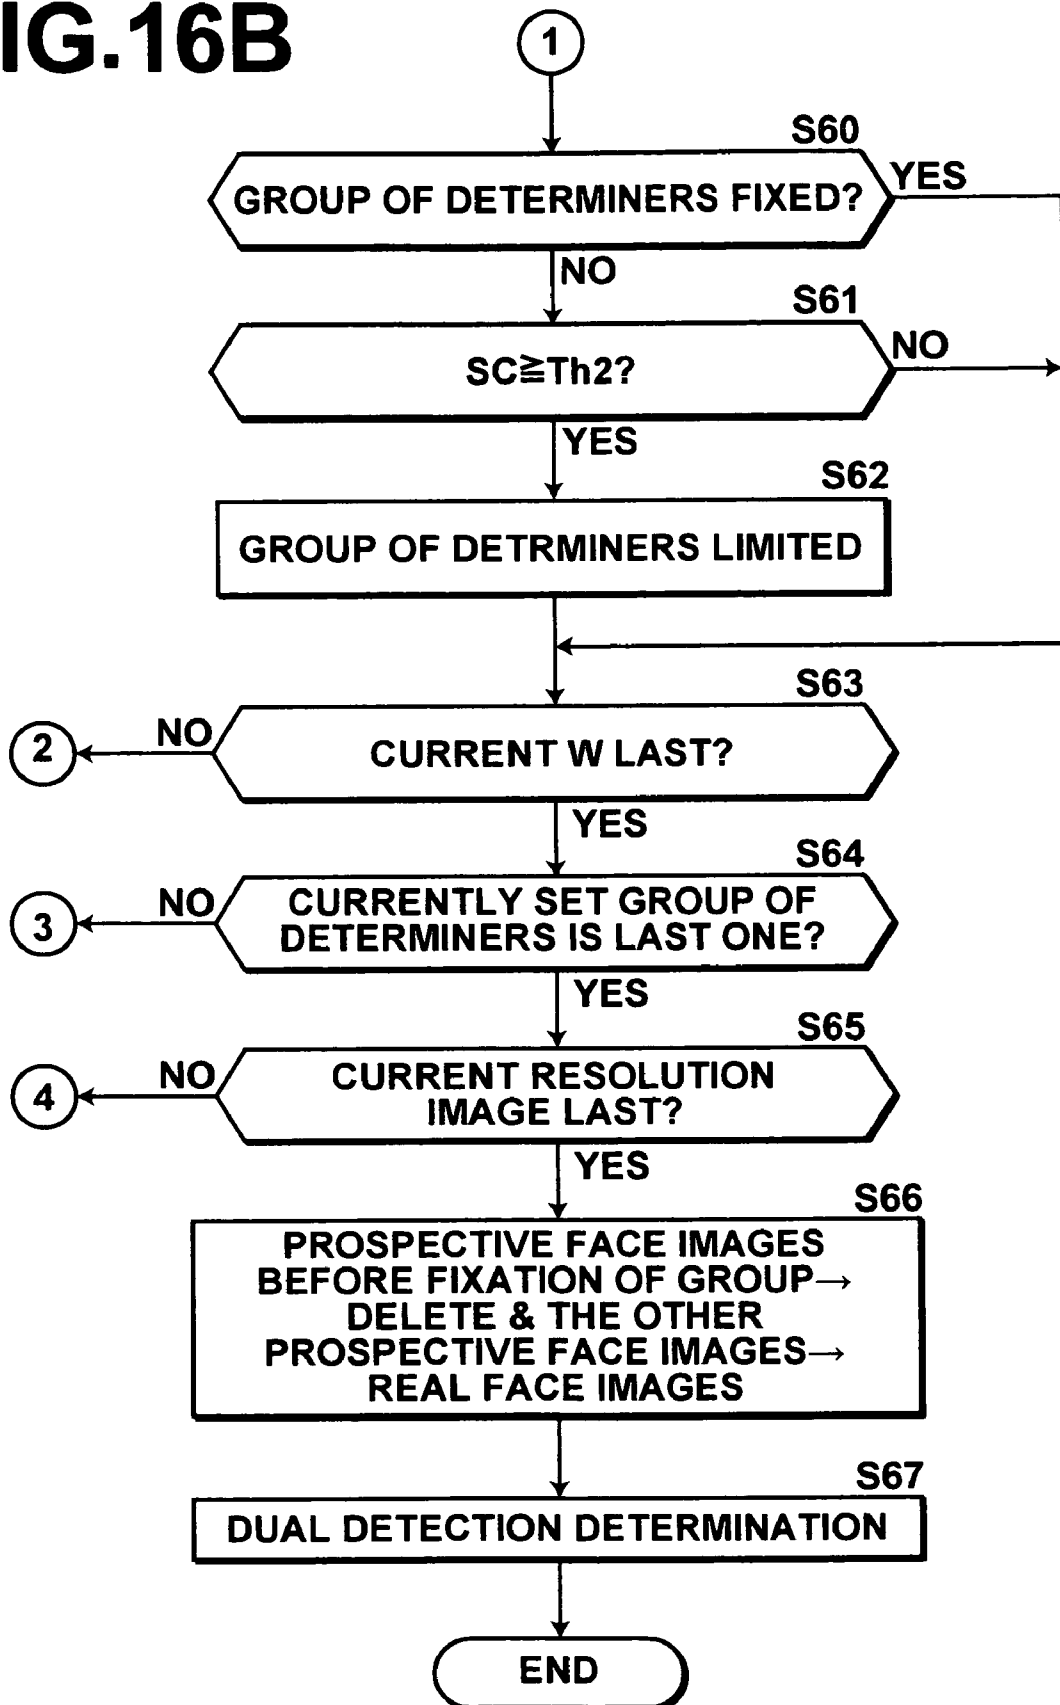 IG.16B
1
S60
GROUP OF DETERMINERS FIXED?
YES
NO
S61
SC≧Th2?
NO
YES
S62
GROUP OF DETRMINERS LIMITED
S63
CURRENT W LAST?
NO
2
YES
S64
CURRENTLY SET GROUP OF
DETERMINERS IS LAST ONE?
NO
3
YES
S65
CURRENT RESOLUTION
IMAGE LAST?
NO
4
YES
S66
PROSPECTIVE FACE IMAGES
BEFORE FIXATION OF GROUP→
DELETE & THE OTHER
PROSPECTIVE FACE IMAGES→
REAL FACE IMAGES
S67
DUAL DETECTION DETERMINATION
END